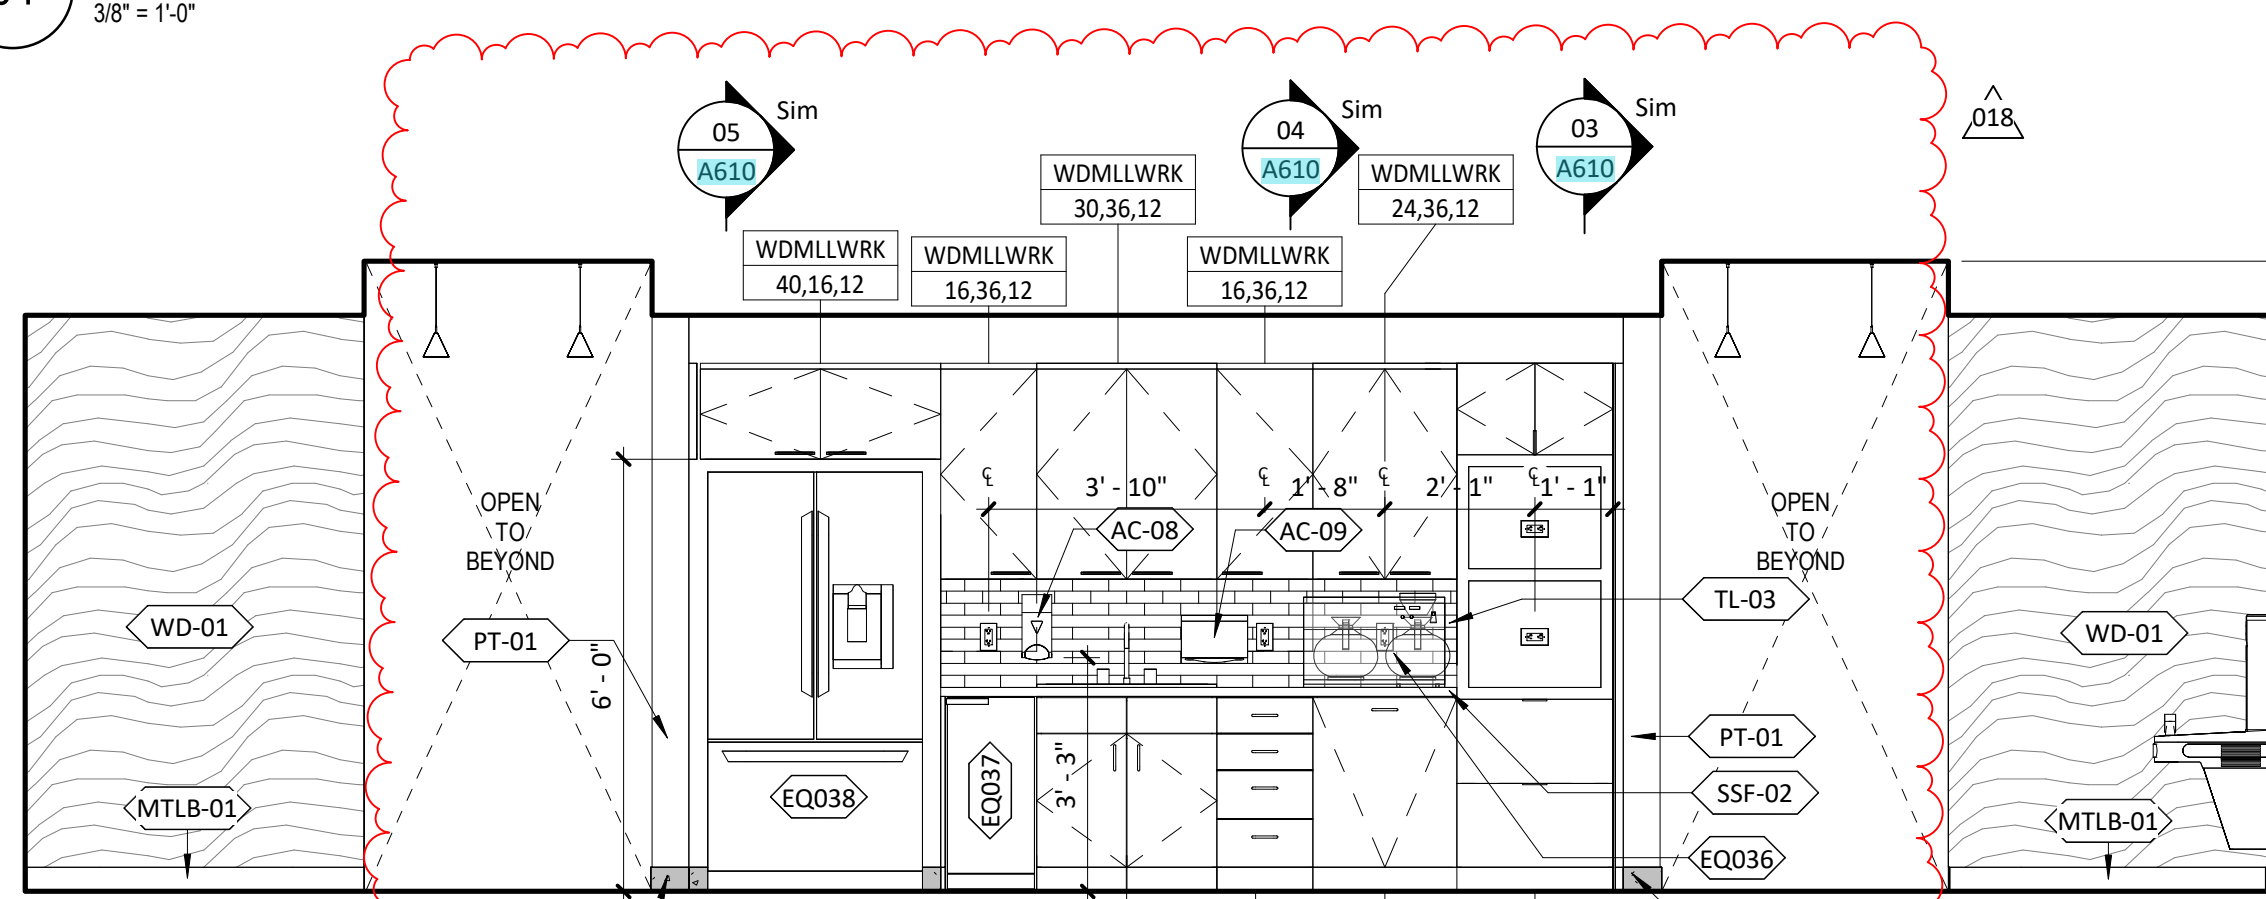 3/8" = 1'-0"
05
A610
Sim
04
A610
Sim
03
A610
Sim
018
WDMLLWRK
30,36,12
WDMLLWRK
24,36,12
WDMLLWRK
40,16,12
WDMLLWRK
16,36,12
WDMLLWRK
16,36,12
3' - 10"
1' - 8"
2' - 1"
1' - 1"
OPEN
TO
BEYOND
OPEN
TO
BEYOND
AC-08
AC-09
WD-01
PT-01
6' - 0"
TL-03
WD-01
PT-01
SSF-02
EQ036
EQ038
EQ037
3' - 3"
MTLB-01
MTLB-01